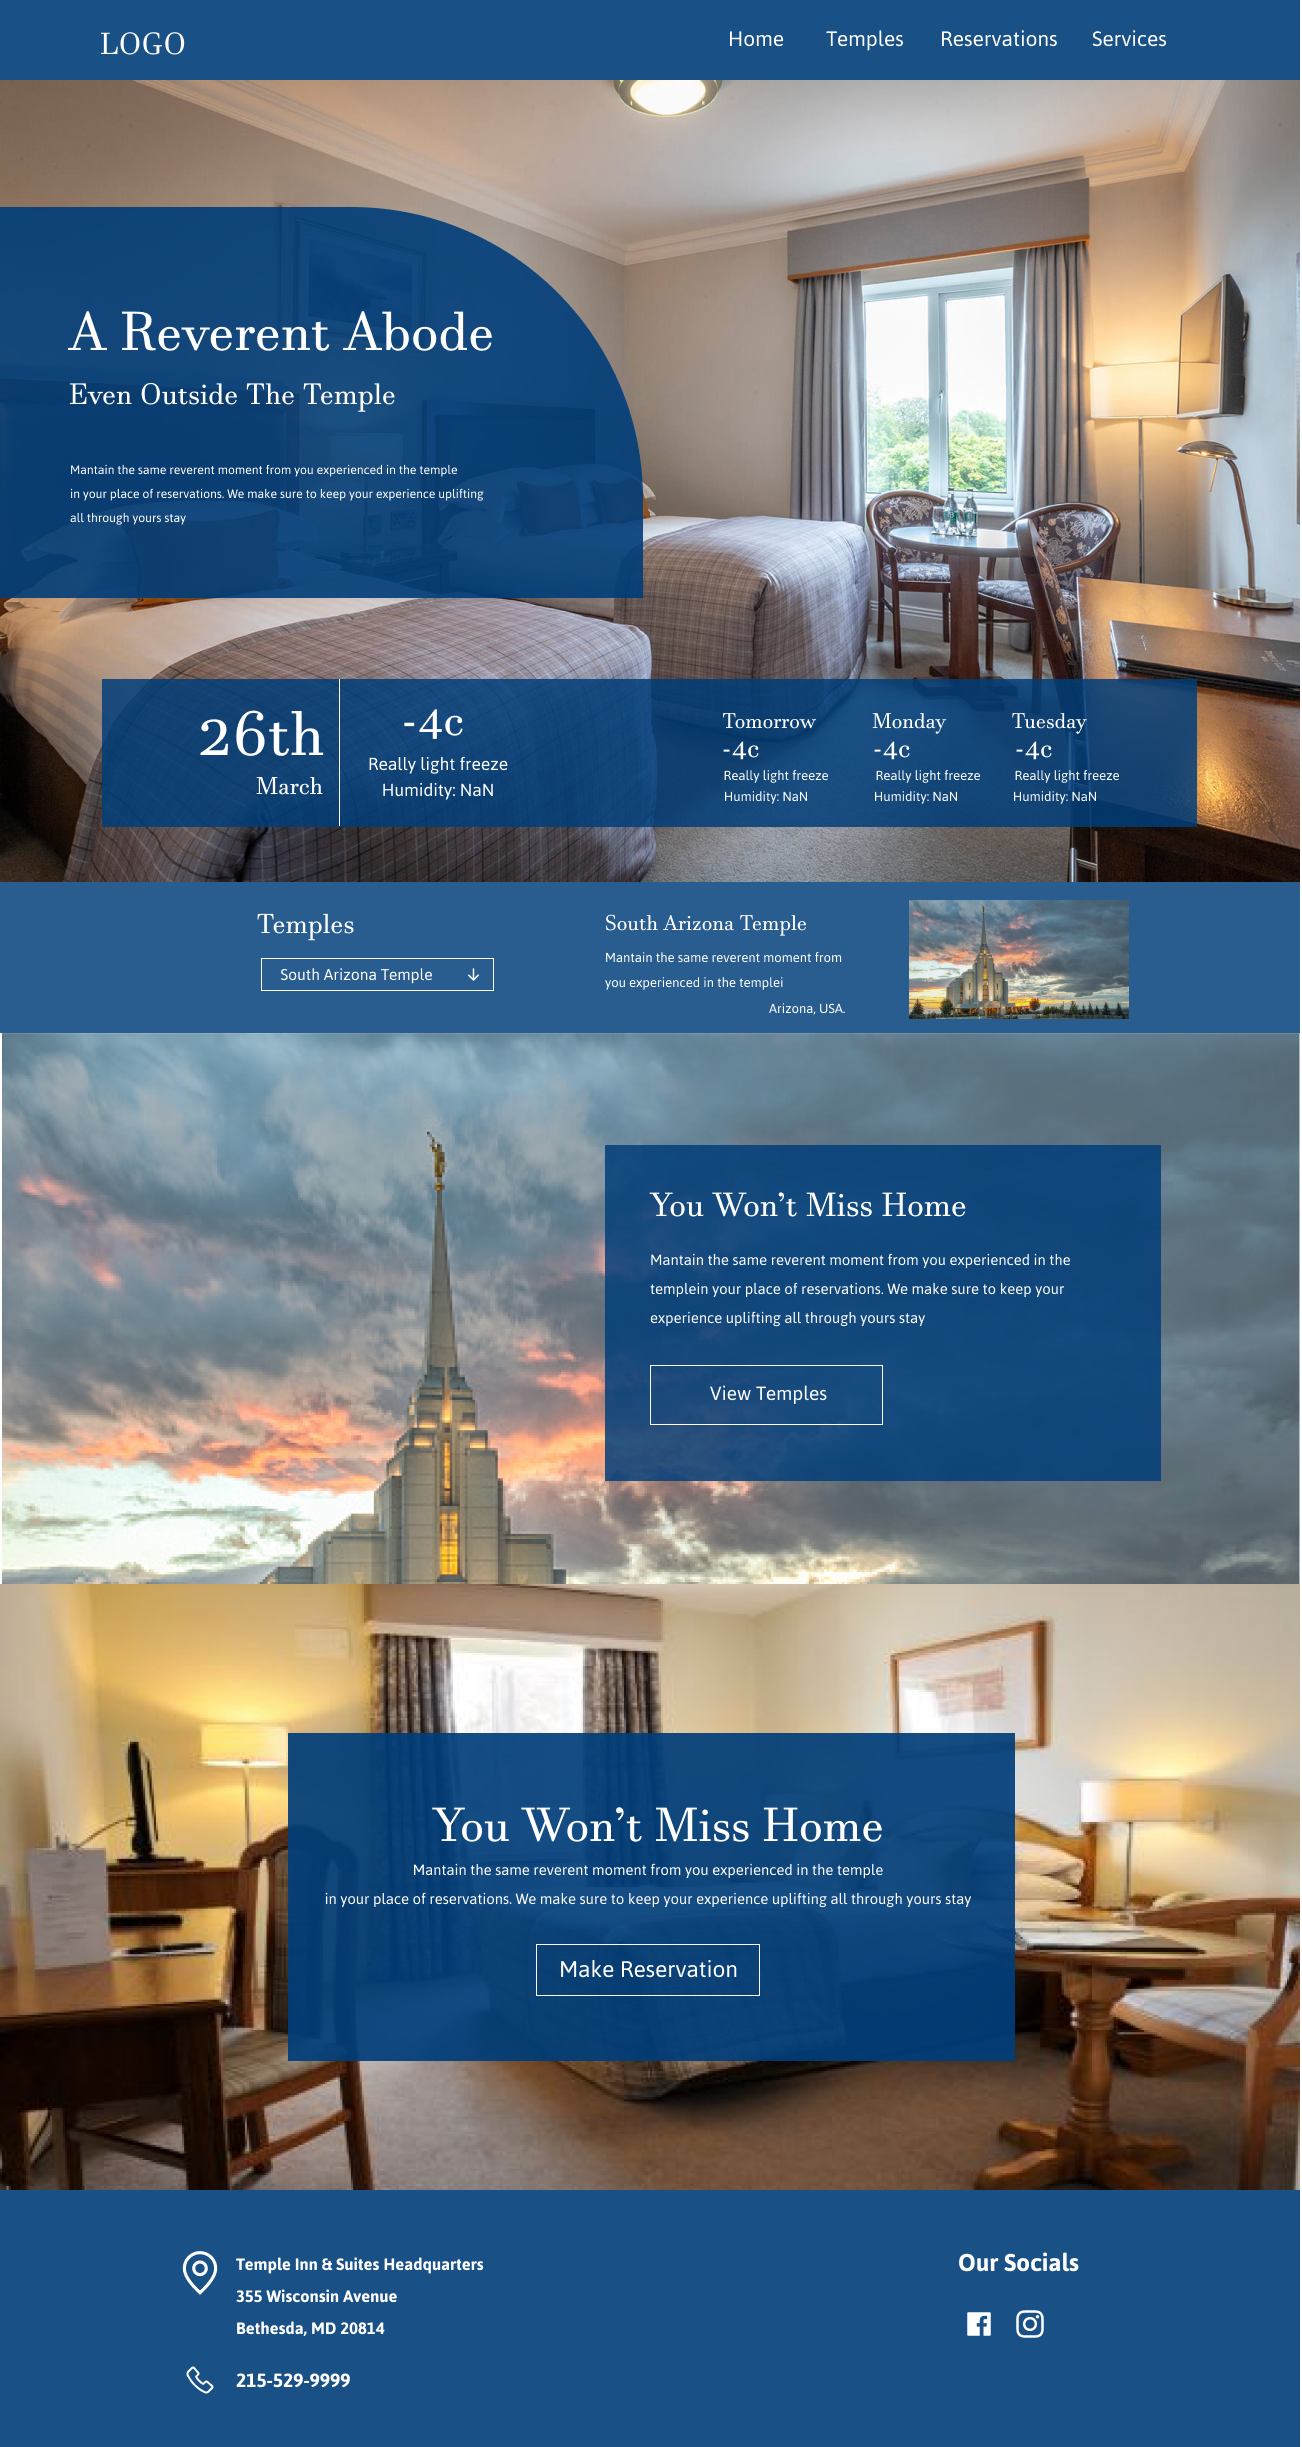 LOGO
Home Temples Reservations Services
A Reverent Abode
Even Outside The Temple
Mantain the same reverent moment from you experienced in the temple
in your place of reservations. We make sure to keep your experience uplifting
all through yours stay
26th
March
-4c
Really light freeze
Humidity: NaN
Tomorrow
-4c
Really light freeze
Humidity: NaN
Monday
-4c
Really light freeze
Humidity: NaN
Tuesday
-4c
Really light freeze
Humidity: NaN
Temples
South Arizona Temple
South Arizona Temple
Mantain the same reverent moment from
you experienced in the templei
Arizona, USA.
You Won't Miss Home
Mantain the same reverent moment from you experienced in the
templein your place of reservations. We make sure to keep your
experience uplifting all through yours stay
View Temples
You Won't Miss Home
Mantain the same reverent moment from you experienced in the temple
in your place of reservations. We make sure to keep your experience uplifting all through yours stay
Make Reservation
Temple Inn & Suites Headquarters
355 Wisconsin Avenue
Bethesda, MD 20814
215-529-9999
Our Socials